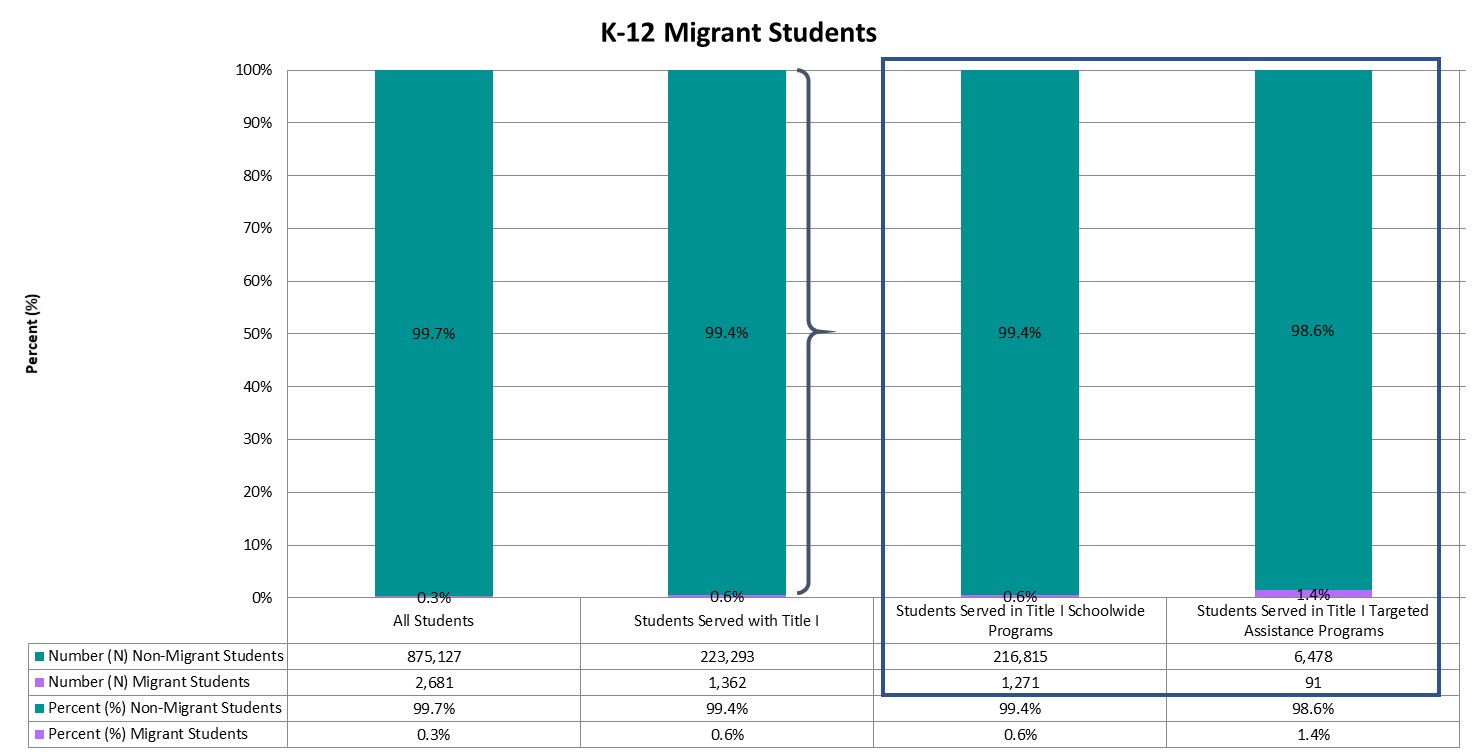 K-12 Migrant Students
Percent (%)
100%
90%
80%
70%
60%
50%
40%
30%
20%
10%
0%
99.7%
99.4%
99.4%
98.6%
0.3%
0.6%
0.6%
1.4%
All Students
Students Served with Title I
Students Served in Title I Schoolwide
Programs
Students Served in Title I Targeted
Assistance Programs
Number (N) Non-Migrant Students 875,127 223,293 216,815 6,478
Number (N) Migrant Students 2,681 1,362 1,271 91
Percent (%) Non-Migrant Students 99.7% 99.4% 99.4% 98.6%
Percent (%) Migrant Students 0.3% 0.6% 0.6% 1.4%